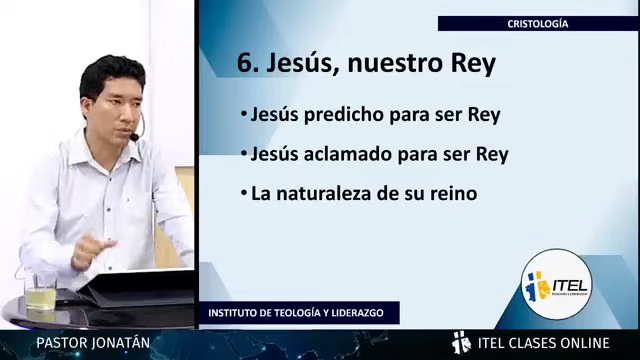 CRISTOLOGÍA
6. Jesús, nuestro Rey
• Jesús predicho para ser Rey
• Jesús aclamado para ser Rey
• La naturaleza de su reino
ITEL
INSTITUTO DE TEOLOGÍA Y LIDERAZGO
PASTOR JONATÁN
ITEL CLASES ONLINE